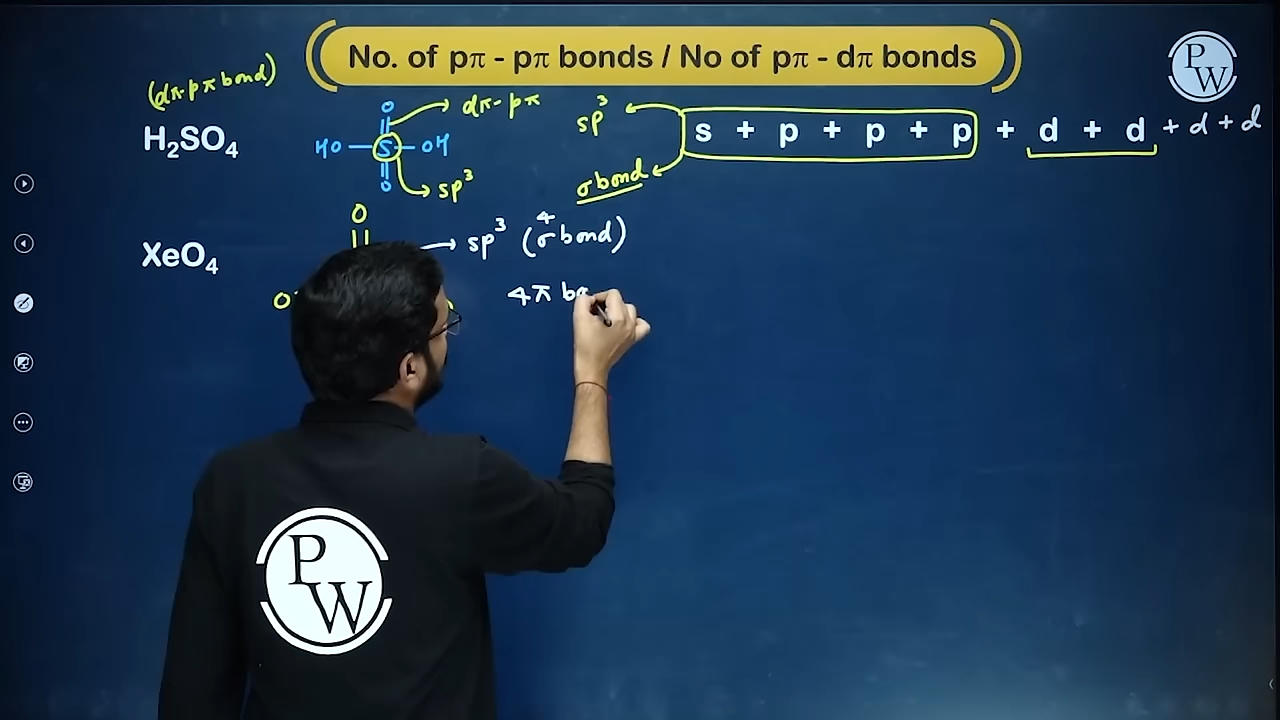 No. of pπ - pπ bonds / No of pπ - dπ bonds
PW
(dπ-pπ bond)
H₂SO₄
O
HO — S — OH
O
dπ-pπ
sp³
sp³
s + p + p + p + d + d + d + d
σ bond
XeO₄
O
O
sp³ (4 σ bond)
4π bo
PW